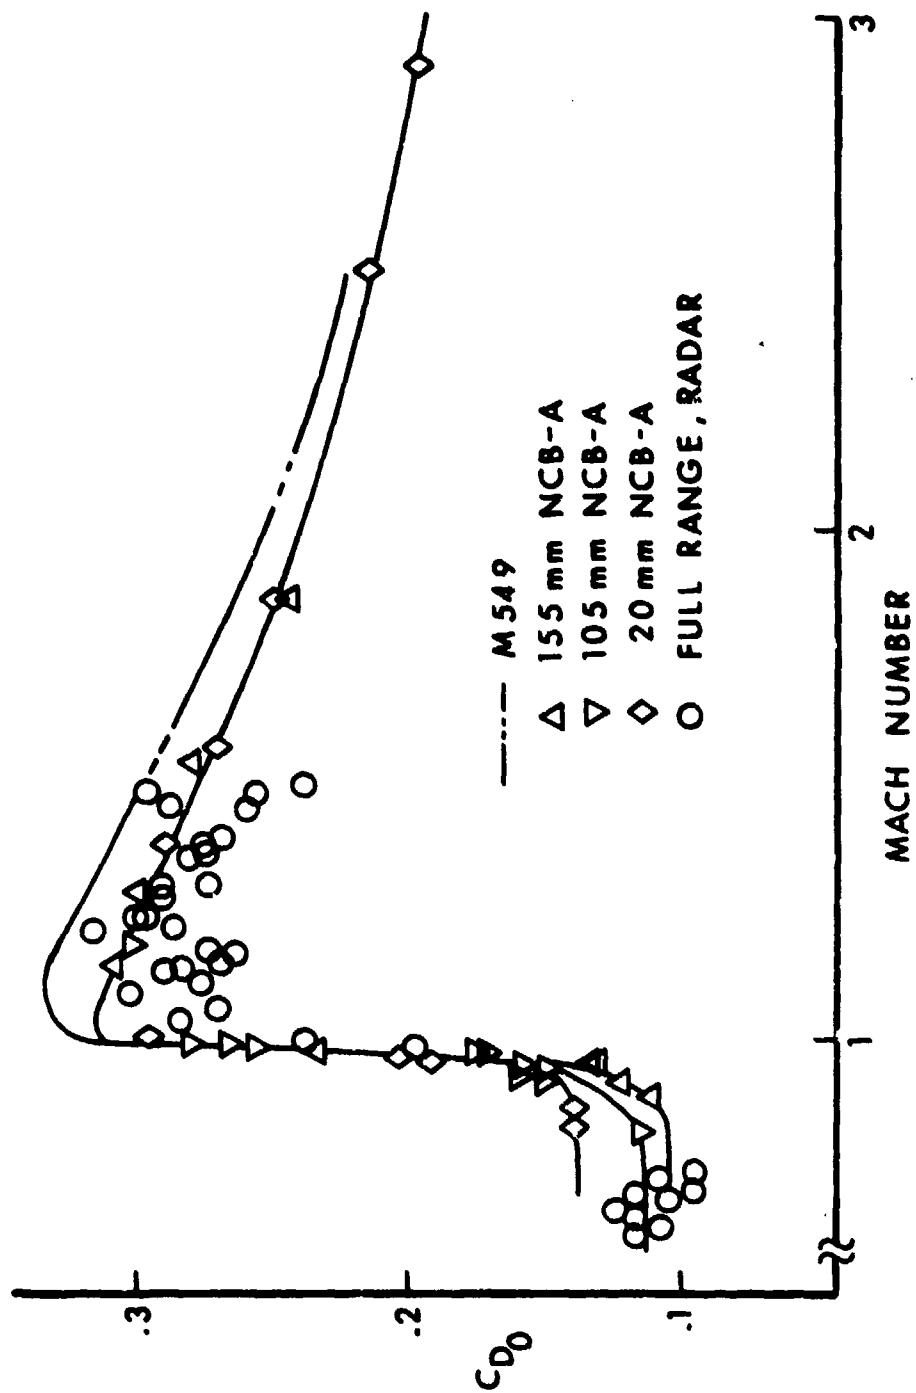 .3
.2
.1
C D0
1
2
3
MACH NUMBER
M549
155 mm NCB-A
105 mm NCB-A
20 mm NCB-A
FULL RANGE, RADAR